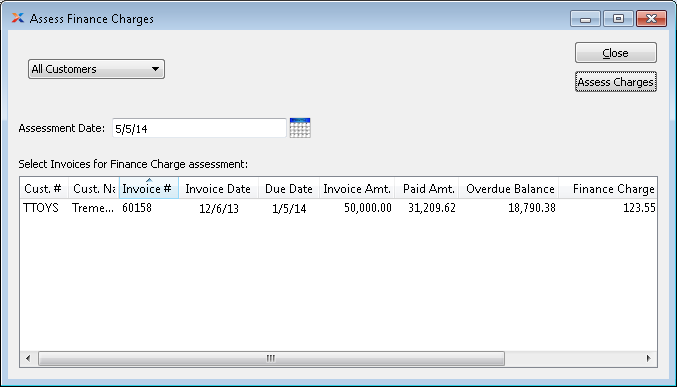 Assess Finance Charges
Close
All Customers
Assess Charges
Assessment Date: 5/5/14
Select Invoices for Finance Charge assessment:
Cust. # Cust. Na Invoice # Invoice Date Due Date Invoice Amt. Paid Amt. Overdue Balance Finance Charge
TTOYS Treme... 60158 12/6/13 1/5/14 50,000.00 31,209.62 18,790.38 123.55